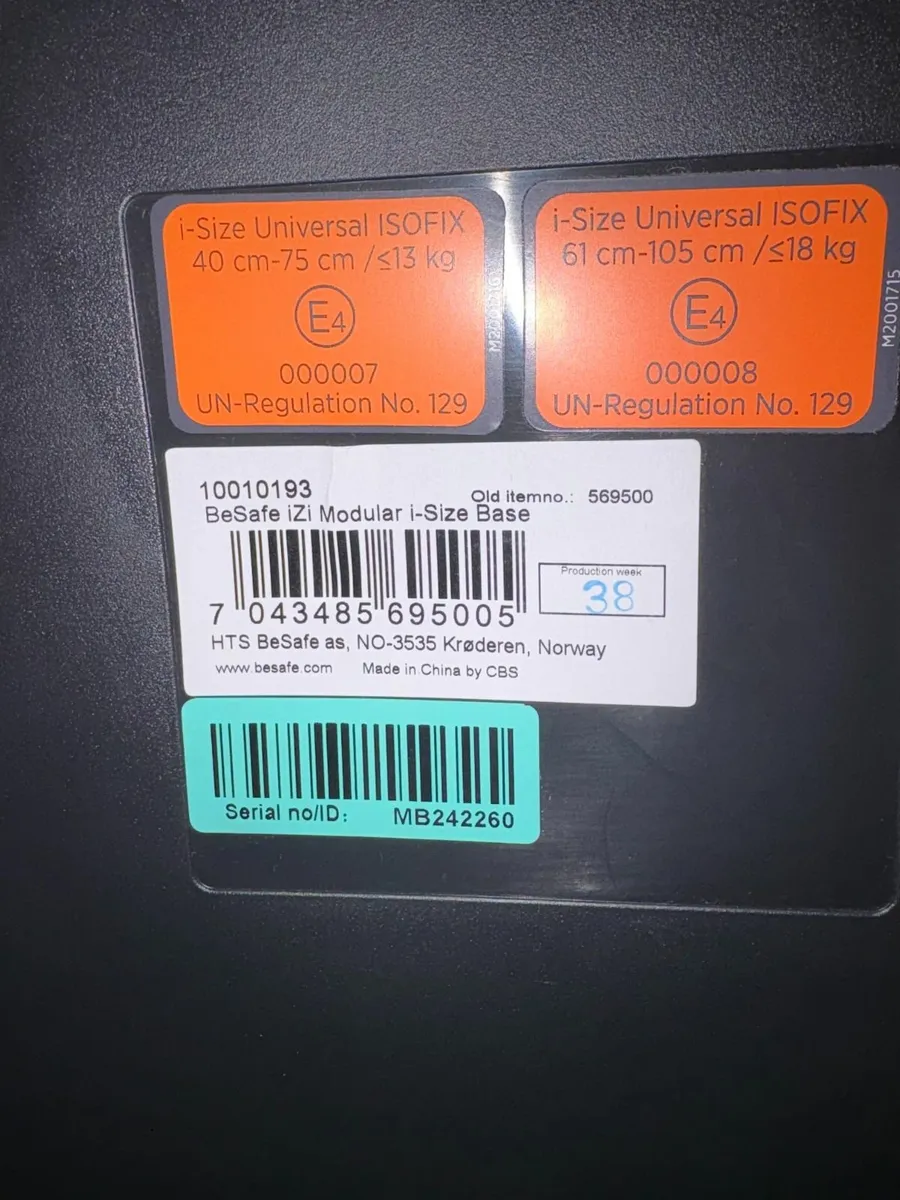 i-Size Universal ISOFIX
40 cm-75 cm /≤13 kg
E4
000007
UN-Regulation No. 129
i-Size Universal ISOFIX
61 cm-105 cm /≤18 kg
E4
000008
UN-Regulation No. 129
M2001715
10010193
Old itemno.: 569500
BeSafe iZi Modular i-Size Base
Production week
38
7 043485 695005
HTS BeSafe as, NO-3535 Krøderen, Norway
www.besafe.com Made in China by CBS
Serial no/ID: MB242260